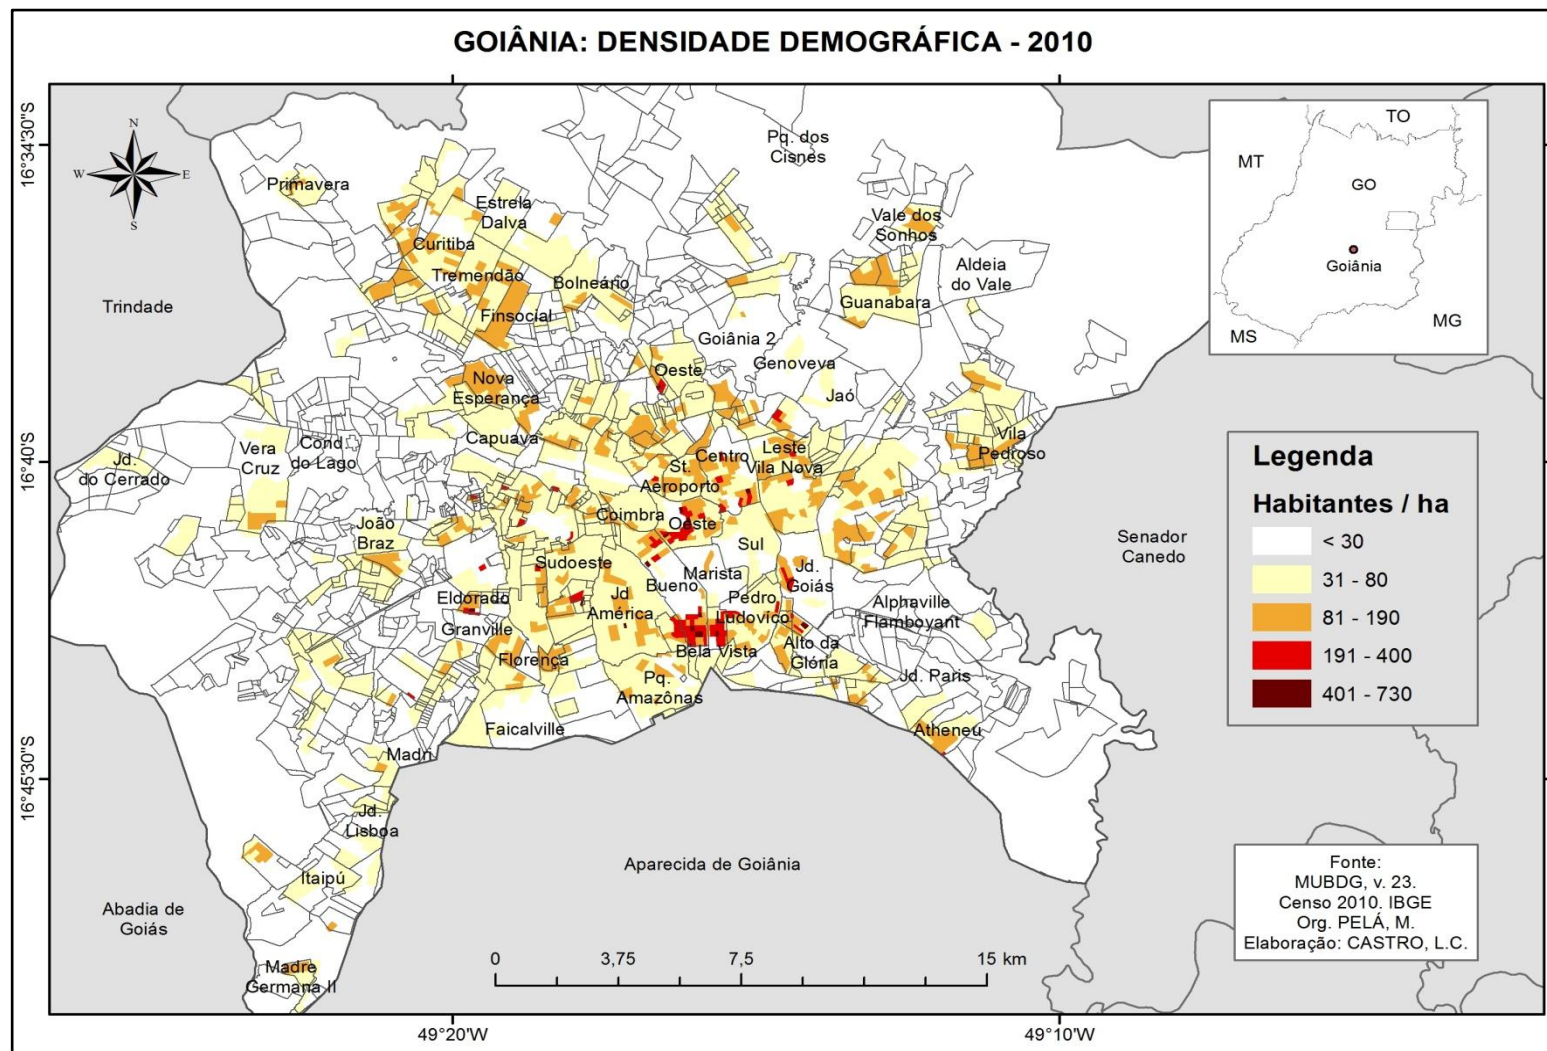 GOIÂNIA: DENSIDADE DEMOGRÁFICA - 2010
16°34'30"S
16°40'S
16°45'30"S
N
W
E
S
Pq. dos
Cisnes
Primavera
Estrela
Dalva
Vale dos
Sonhos
Curitiba
Tremendão
Bolneário
Aldeia
do Vale
Guanabara
Trindade
Finsocial
Goiânia 2
Genoveva
Oeste
Jaó
Nova
Esperança
Capuava
Vera
Cruz
Cond.
do Lago
Jd.
do Cerrado
Centro
Leste
Vila Nova
Vila
Pedroso
St.
Aeroporto
Coimbra
Oeste
João
Braz
Sul
Senador
Canedo
Sudoeste
Marista
Bueno
Jd.
Goiás
Eldorado
Jd
América
Pedro
Ludovico
Alphaville
Flamboyant
Granville
Bela Vista
Alto da
Glória
Florença
Pq.
Amazônas
Jd. Paris
Faicalville
Atheneu
Madri
Jd.
Lisboa
Itaipú
Aparecida de Goiânia
Abadia de
Goiás
Madre
Germana II
0
3,75
7,5
15 km
49°20'W
49°10'W
TO
MT
GO
Goiânia
MS
MG
Legenda
Habitantes / ha
< 30
31 - 80
81 - 190
191 - 400
401 - 730
Fonte:
MUBDG, v. 23.
Censo 2010. IBGE
Org. PELÁ, M.
Elaboração: CASTRO, L.C.